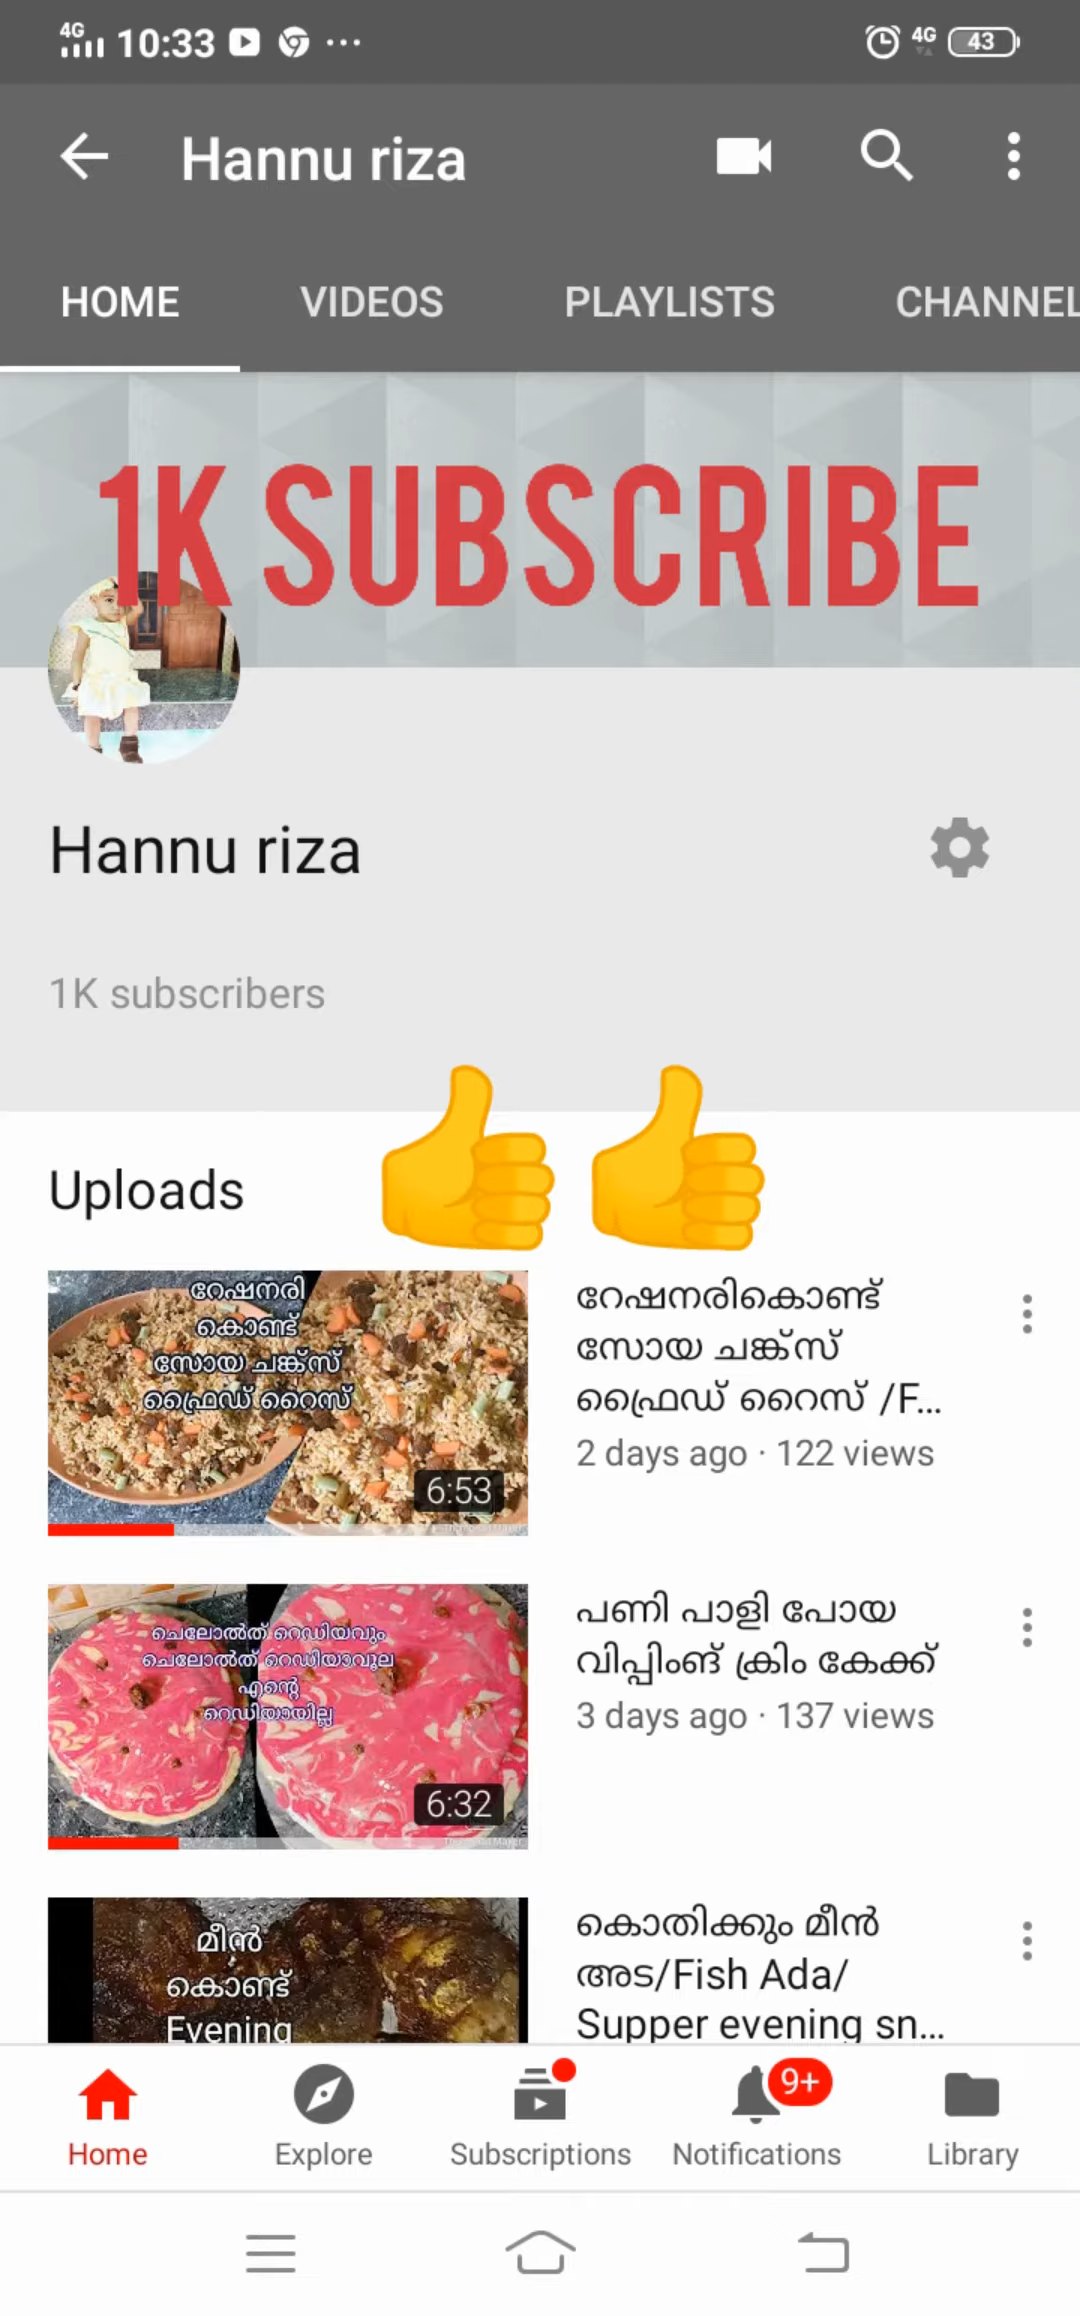 4G 10:33 4G 43
Hannu riza
HOME VIDEOS PLAYLISTS CHANNEL
1K SUBSCRIBE
Hannu riza
1K subscribers
Uploads
റേഷനരി
കൊണ്ട്
സോയ ചങ്ക്സ്
ഫ്രൈഡ് റൈസ്
6:53
റേഷനരികൊണ്ട്
സോയ ചങ്ക്സ്
ഫ്രൈഡ് റൈസ് /F...
2 days ago · 122 views
ചെലോൽത് റെഡിയവും
ചെലോൽത് റെഡിയാവൂല
എന്റെ
റെഡിയായില്ല
6:32
പണി പാളി പോയ
വിപ്പിംങ് ക്രിം കേക്ക്
3 days ago · 137 views
മീൻ
കൊണ്ട്
Evening
കൊതിക്കും മീൻ
അട/Fish Ada/
Supper evening sn...
9+
Home Explore Subscriptions Notifications Library